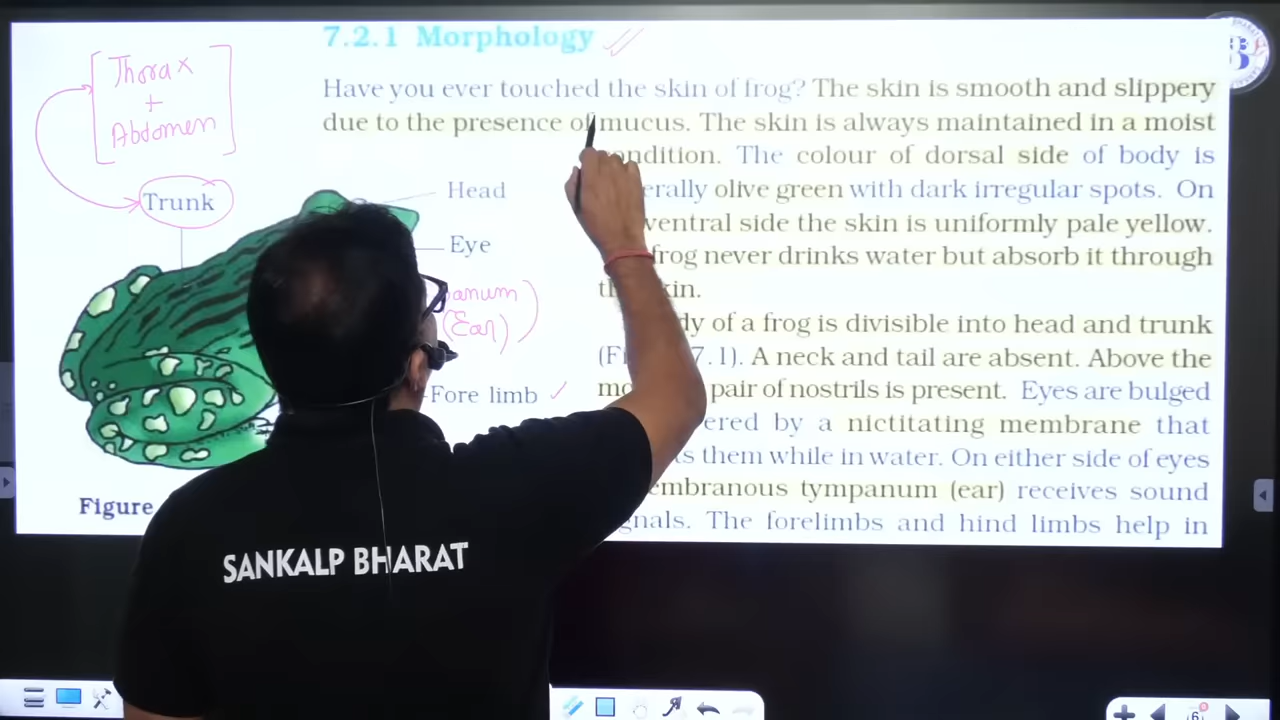 7.2.1 Morphology
Have you ever touched the skin of frog? The skin is smooth and slippery
due to the presence of mucus. The skin is always maintained in a moist
condition. The colour of dorsal side of body is
olive green with dark irregular spots. On
ventral side the skin is uniformly pale yellow.
frog never drinks water but absorb it through
skin.
of a frog is divisible into head and trunk
7.1). A neck and tail are absent. Above the
pair of nostrils is present. Eyes are bulged
by a nictitating membrane that
them while in water. On either side of eyes
tympanum (ear) receives sound
The forelimbs and hind limbs help in
Thorax
+
Abdomen
Trunk
Head
Eye
(Ear)
Fore limb
Figure
SANKALP BHARAT
6